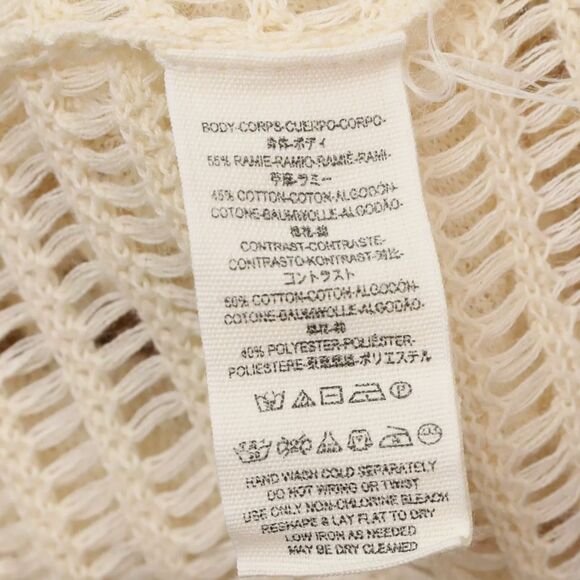 BODY-CORPS-CUERPO-CORPO-
身体-ボディ
55% RAMIE-RAMIO-RAMIÉ-RAMI-
苧麻-ラミー
45% COTTON-COTON-ALGODÓN-
COTONE-BAUMWOLLE-ALGODÃO-
棉花-綿
CONTRAST-CONTRASTE-
CONTRASTO-KONTRAST-对比-
コントラスト
60% COTTON-COTON-ALGODÓN-
COTONE-BAUMWOLLE-ALGODÃO-
棉花-綿
40% POLYESTER-POLIÉSTER-
POLIESTERE-聚酯纖維-ポリエステル
HAND WASH COLD SEPARATELY
DO NOT WRING OR TWIST
USE ONLY NON-CHLORINE BLEACH
RESHAPE & LAY FLAT TO DRY
LOW IRON AS NEEDED
MAY BE DRY CLEANED